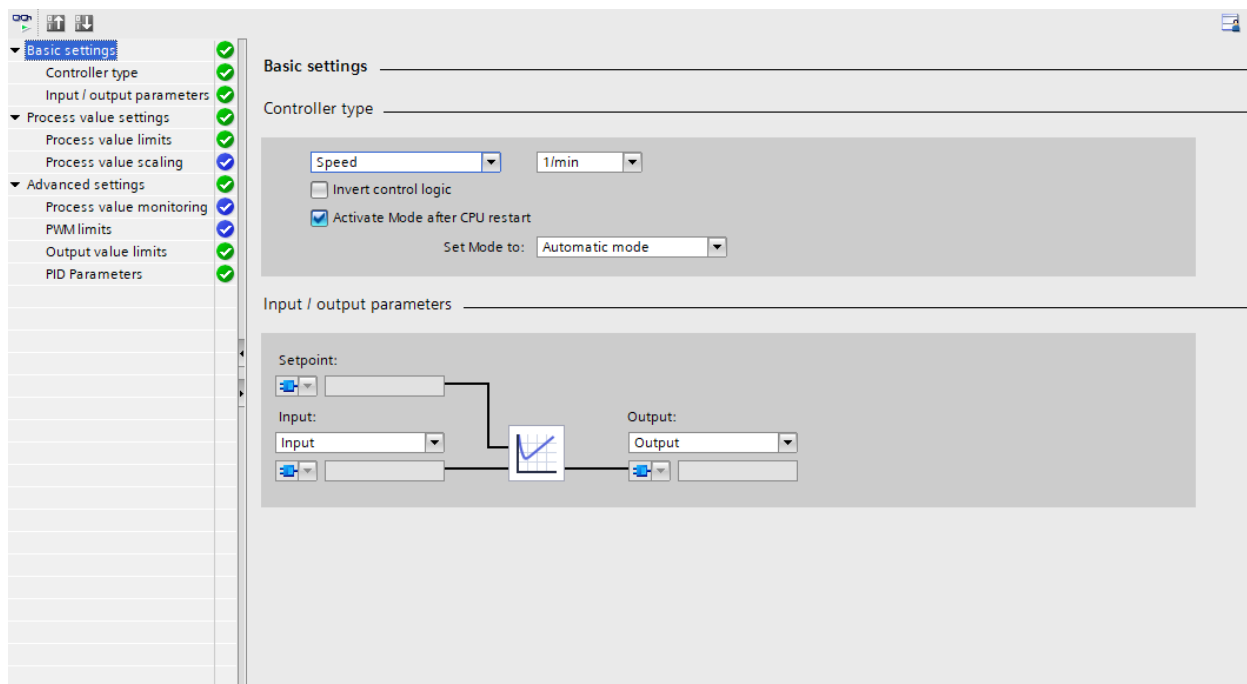 Basic settings
Controller type
Input / output parameters
Process value settings
Process value limits
Process value scaling
Advanced settings
Process value monitoring
PWM limits
Output value limits
PID Parameters
Basic settings
Controller type
Speed
1/min
Invert control logic
Activate Mode after CPU restart
Set Mode to:
Automatic mode
Input / output parameters
Setpoint:
Input:
Output:
Input
Output